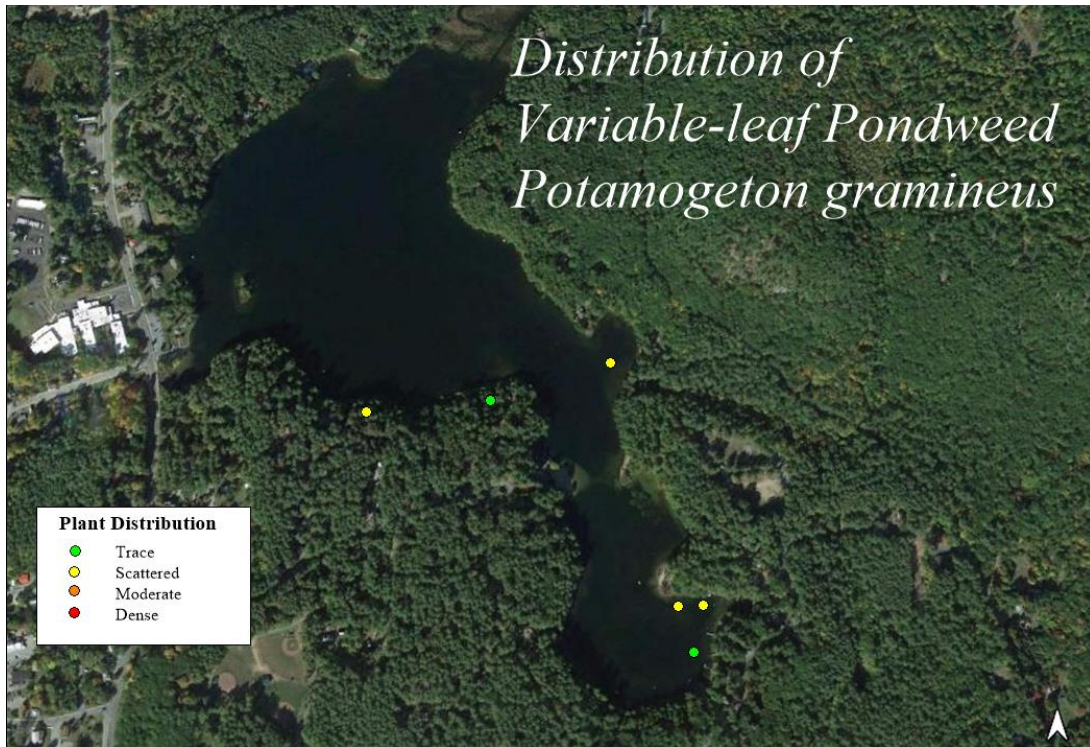 Distribution of
Variable-leaf Pondweed
Potamogeton gramineus
Plant Distribution
Trace
Scattered
Moderate
Dense